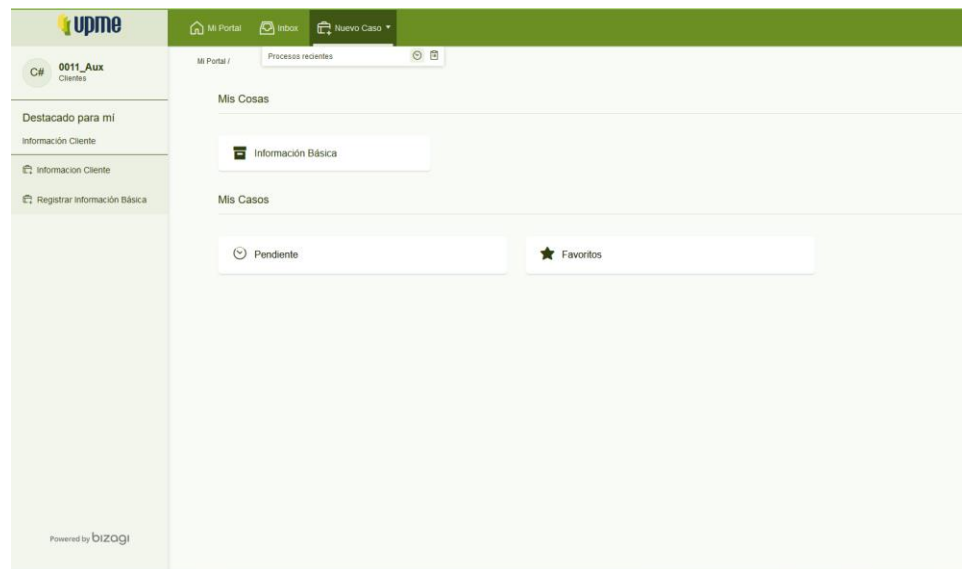 upme
Mi Portal
Inbox
Nuevo Caso
C#
0011_Aux
Clientes
Mi Portal /
Procesos recientes
Mis Cosas
Destacado para mí
Información Cliente
Información Básica
Informacion Cliente
Registrar Información Básica
Mis Casos
Pendiente
Favoritos
Powered by bizagi